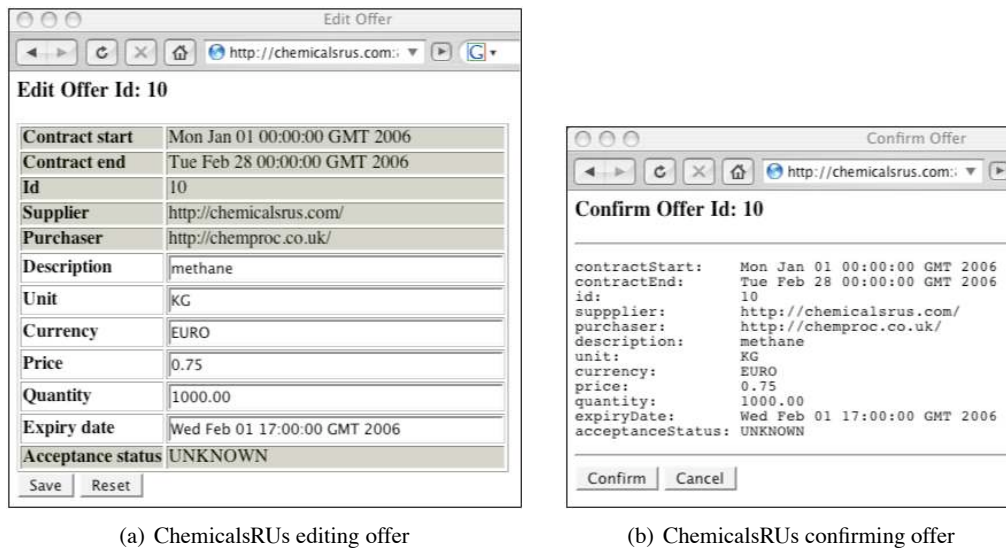 Edit Offer
http://chemicalsrus.com:
Edit Offer Id: 10
Contract start Mon Jan 01 00:00:00 GMT 2006
Contract end Tue Feb 28 00:00:00 GMT 2006
Id 10
Supplier http://chemicalsrus.com/
Purchaser http://chemproc.co.uk/
Description methane
Unit KG
Currency EURO
Price 0.75
Quantity 1000.00
Expiry date Wed Feb 01 17:00:00 GMT 2006
Acceptance status UNKNOWN
Save Reset
(a) ChemicalsRUs editing offer
Confirm Offer
http://chemicalsrus.com:
Confirm Offer Id: 10
contractStart: Mon Jan 01 00:00:00 GMT 2006
contractEnd: Tue Feb 28 00:00:00 GMT 2006
id: 10
suppplier: http://chemicalsrus.com/
purchaser: http://chemproc.co.uk/
description: methane
unit: KG
currency: EURO
price: 0.75
quantity: 1000.00
expiryDate: Wed Feb 01 17:00:00 GMT 2006
acceptanceStatus: UNKNOWN
Confirm Cancel
(b) ChemicalsRUs confirming offer